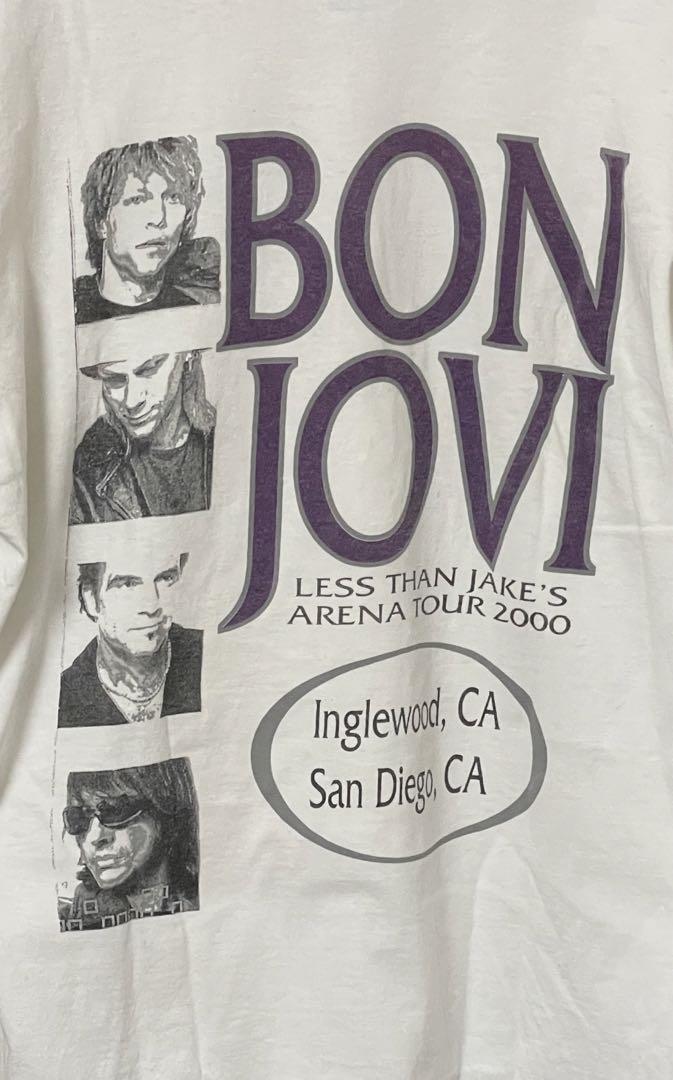 BON
JOVI
LESS THAN JAKE'S
ARENA TOUR 2000
Inglewood, CA
San Diego, CA